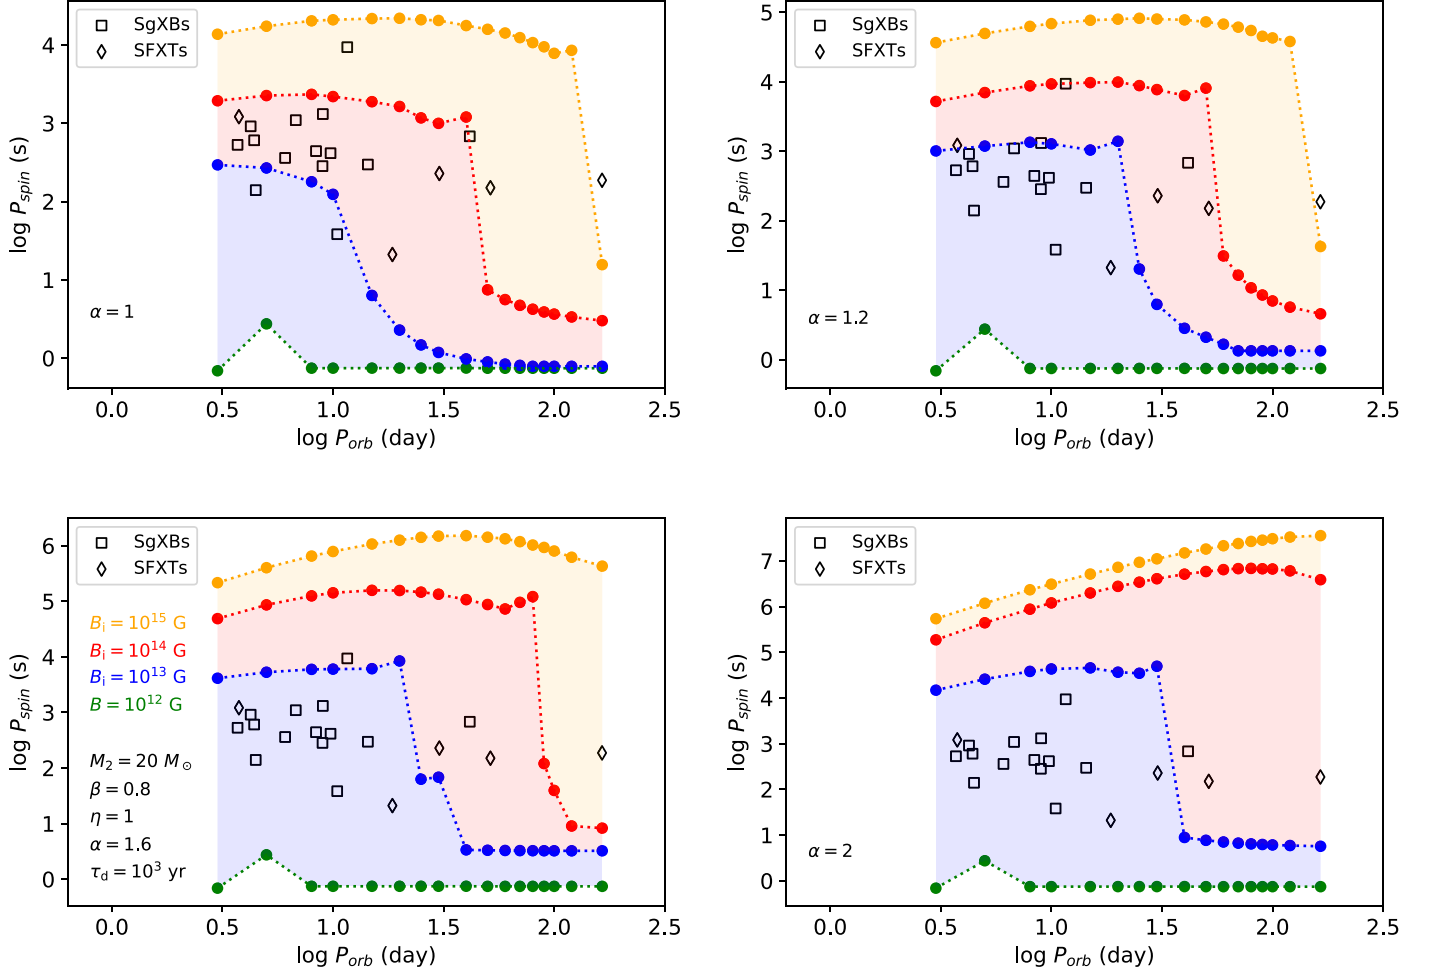 SgXBs
SFXTs
4
3
2
1
0
log P_spin (s)
α = 1
0.0 0.5 1.0 1.5 2.0 2.5
log P_orb (day)
SgXBs
SFXTs
5
4
3
2
1
0
log P_spin (s)
α = 1.2
0.0 0.5 1.0 1.5 2.0 2.5
log P_orb (day)
SgXBs
SFXTs
6
5
4
3
2
1
0
log P_spin (s)
B_i = 10^15 G
B_i = 10^14 G
B_i = 10^13 G
B = 10^12 G
M_2 = 20 M_⊙
β = 0.8
η = 1
α = 1.6
τ_d = 10^3 yr
0.0 0.5 1.0 1.5 2.0 2.5
log P_orb (day)
SgXBs
SFXTs
7
6
5
4
3
2
1
0
log P_spin (s)
α = 2
0.0 0.5 1.0 1.5 2.0 2.5
log P_orb (day)